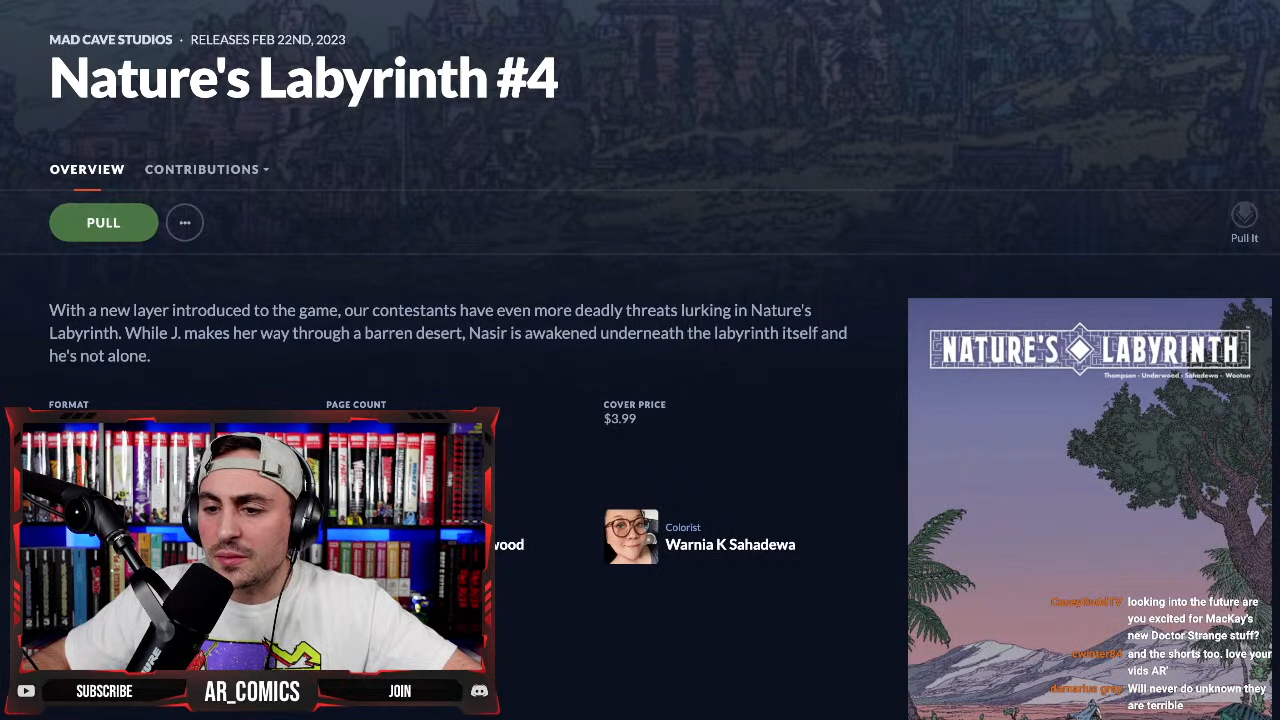 MAD CAVE STUDIOS · RELEASES FEB 22ND, 2023
Nature's Labyrinth #4
OVERVIEW CONTRIBUTIONS
PULL
Pull It
With a new layer introduced to the game, our contestants have even more deadly threats lurking in Nature's
Labyrinth. While J. makes her way through a barren desert, Nasir is awakened underneath the labyrinth itself and
he's not alone.
FORMAT PAGE COUNT COVER PRICE
$3.99
wood
Colorist
Warnia K Sahadewa
NATURE'S LABYRINTH
Thompson - Underwood - Sahadewa - Wooton
looking into the future are
you excited for MacKay's
new Doctor Strange stuff?
cwinter84 and the shorts too. love your
vids AR'
damarius gray Will never do unknown they
are terrible
SUBSCRIBE AR_COMICS JOIN